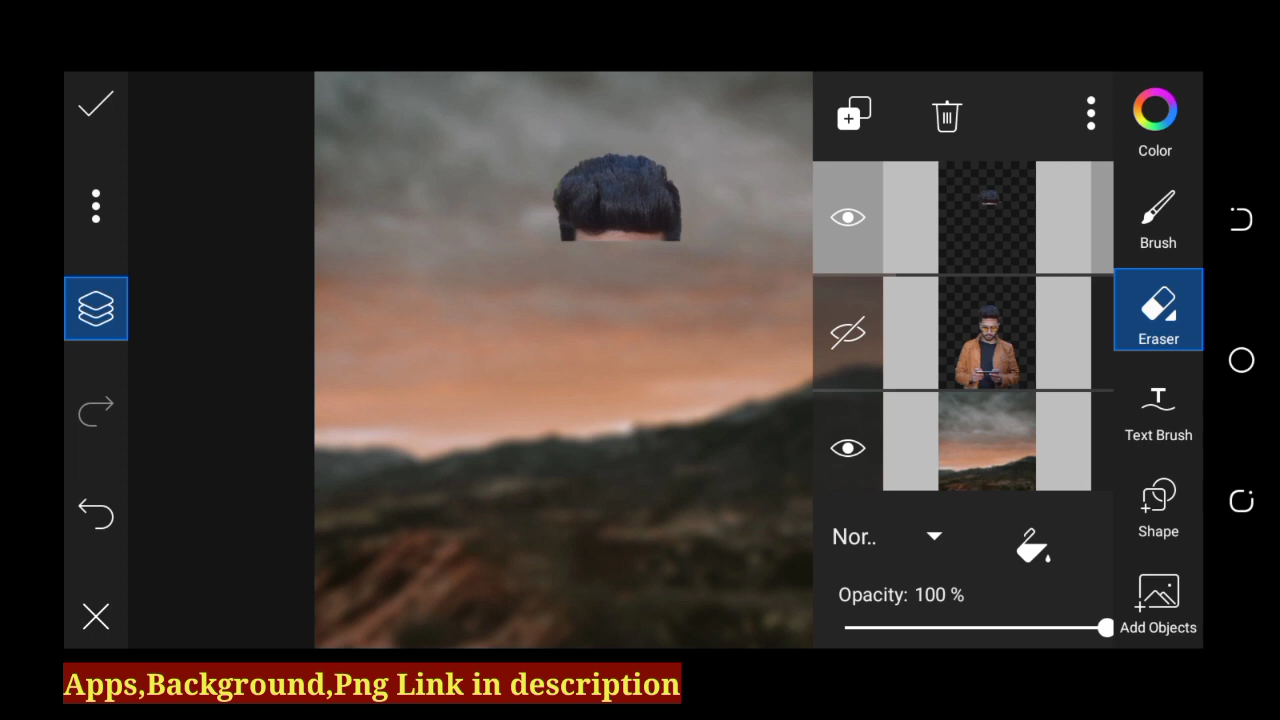 Color
Brush
Eraser
Text Brush
Shape
Nor..
Opacity: 100 %
Add Objects
Apps,Background,Png Link in description